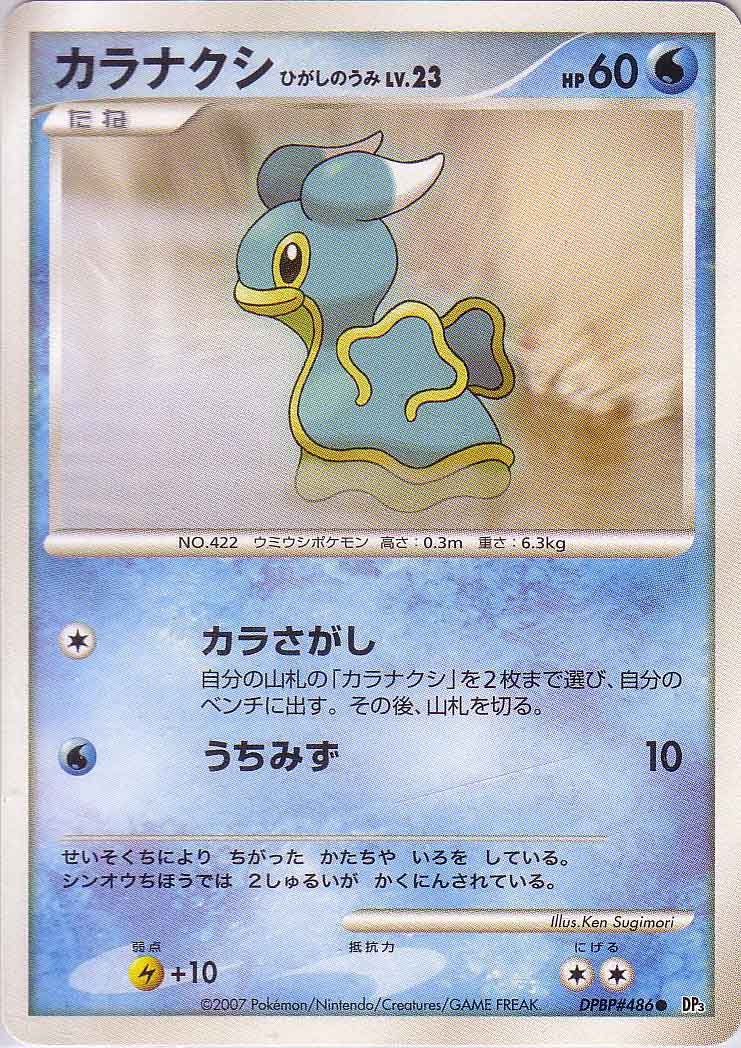 カラナクシ ひがしのうみ LV.23 HP 60
たね
NO.422 ウミウシポケモン 高さ:0.3m 重さ:6.3kg
カラさがし
自分の山札の「カラナクシ」を2枚まで選び、自分の
ベンチに出す。その後、山札を切る。
うちみず 10
せいそくちにより ちがった かたちや いろを している。
シンオウちほうでは 2しゅるいが かくにんされている。
Illus.Ken Sugimori
弱点 抵抗力 にげる
+10
©2007 Pokémon/Nintendo/Creatures/GAME FREAK. DPBP#486 DP3